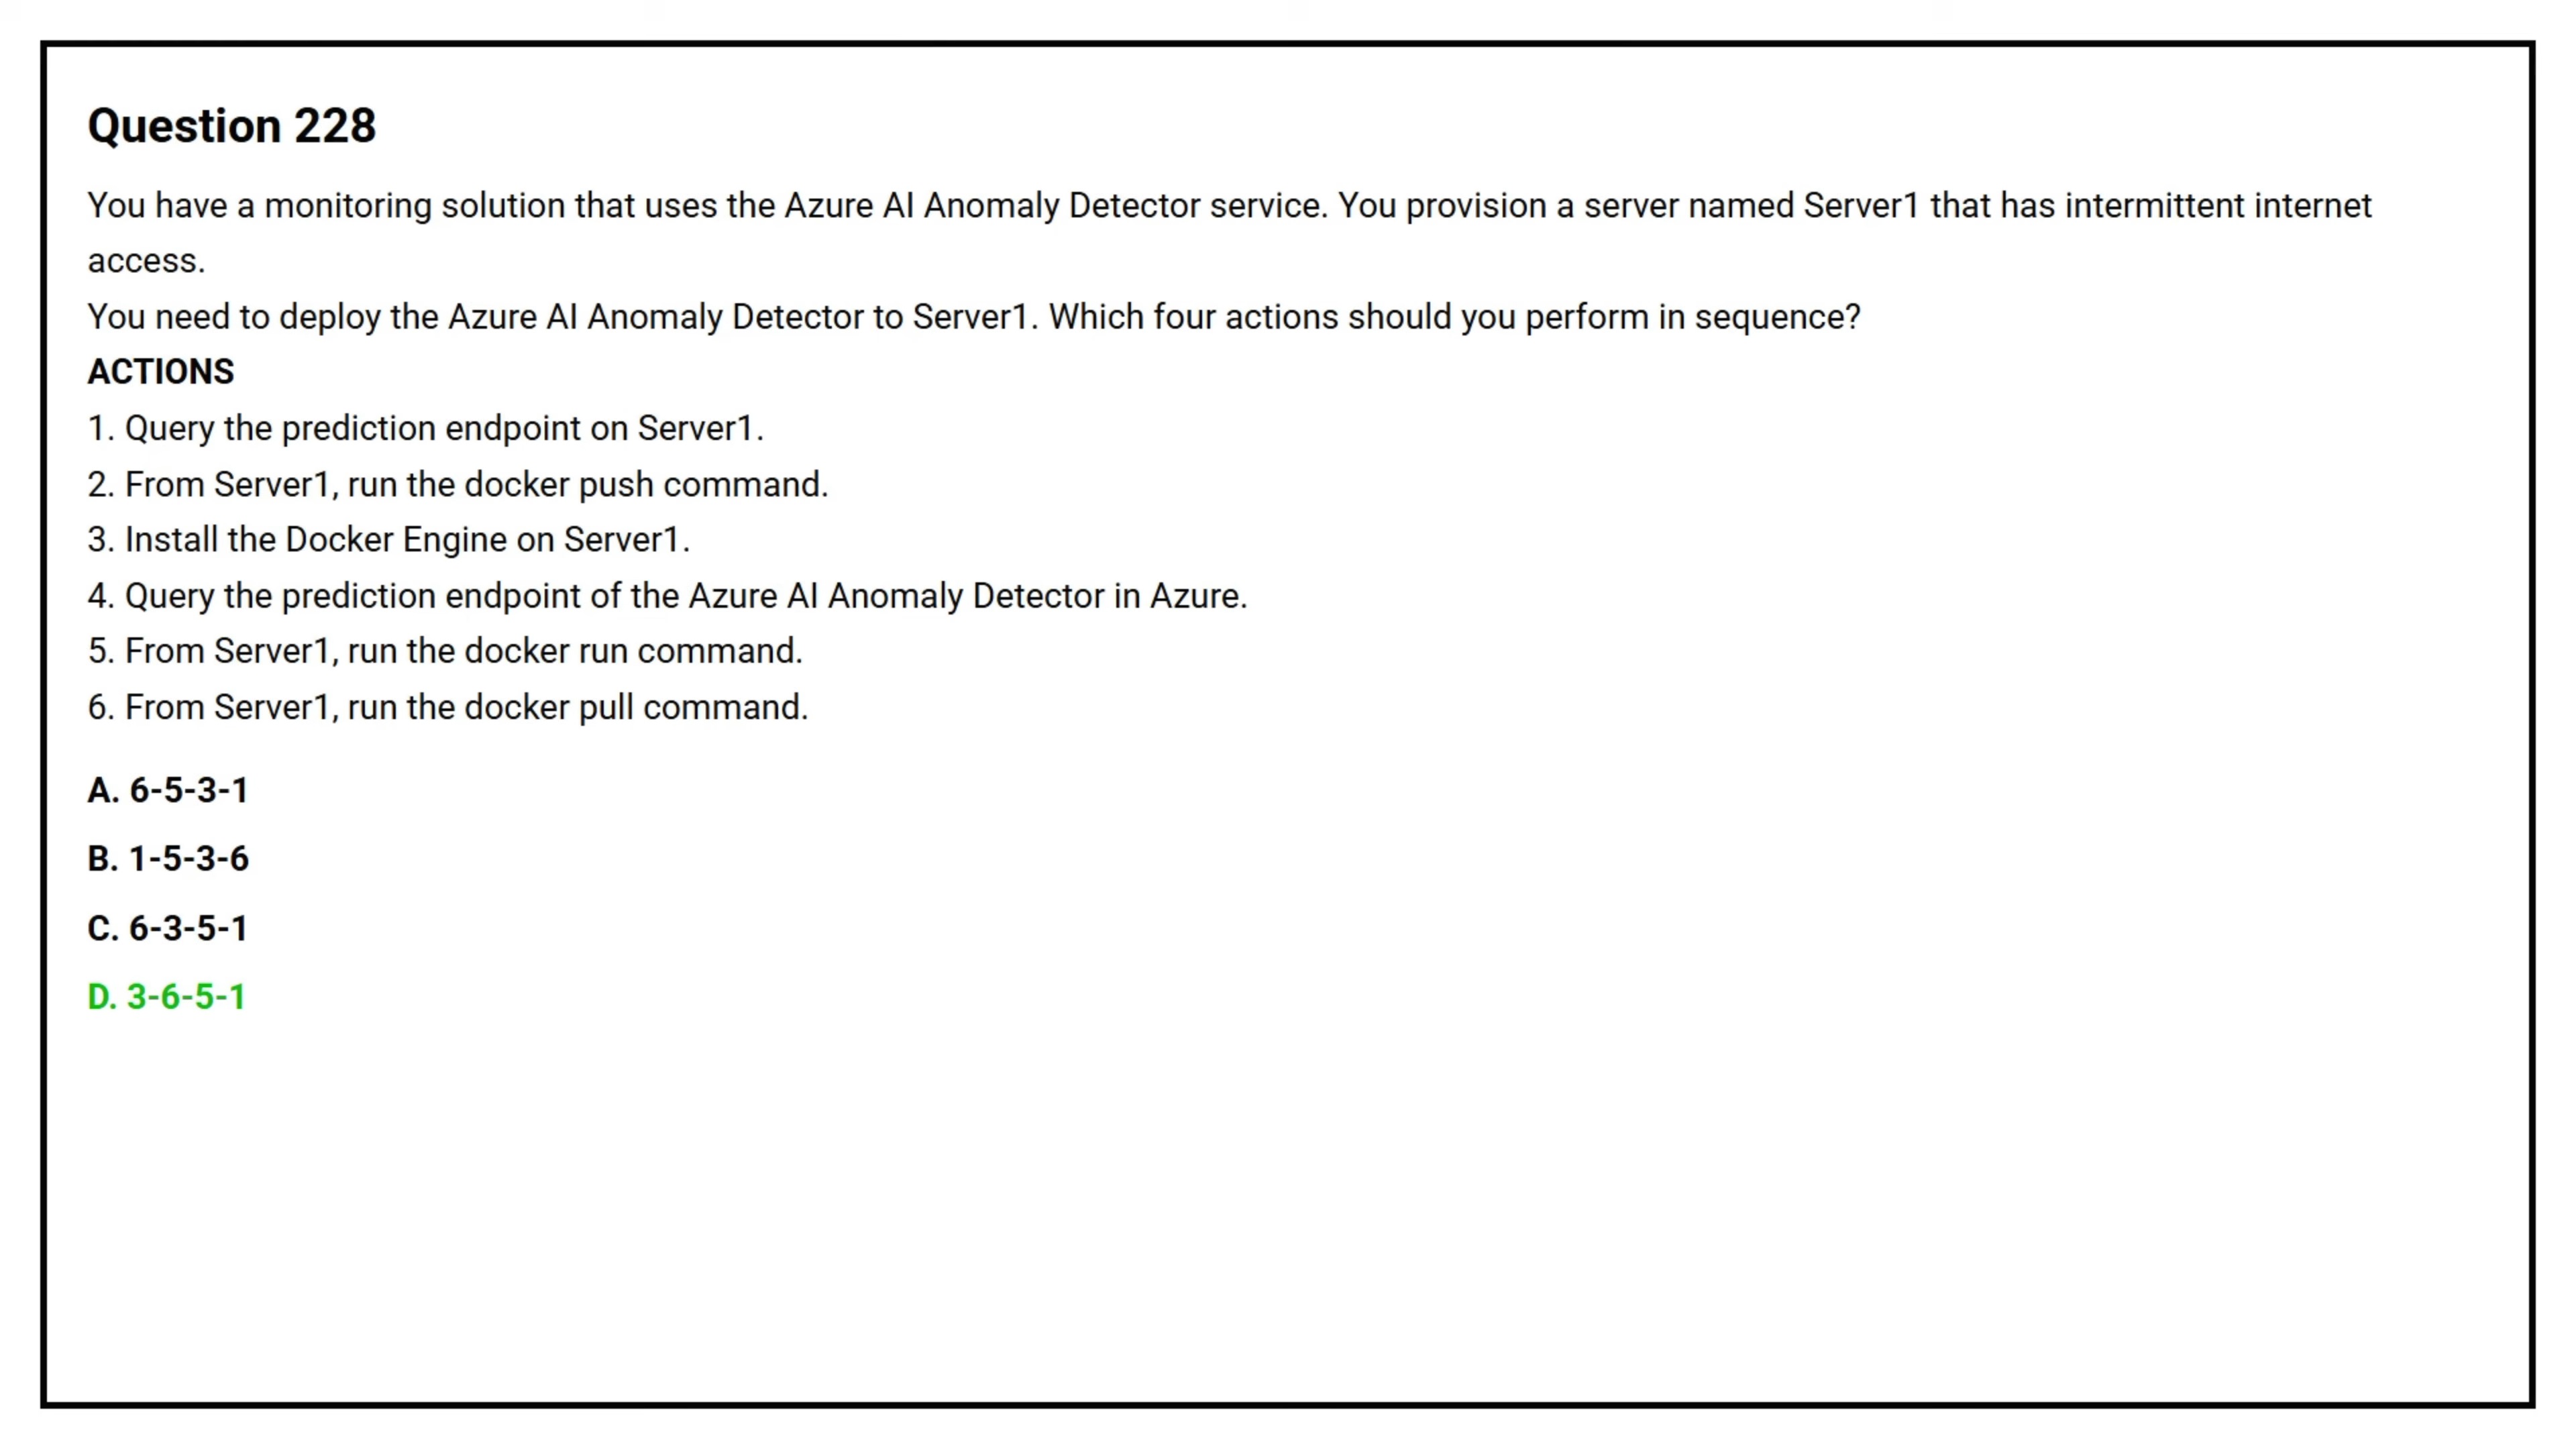 Question 228
You have a monitoring solution that uses the Azure AI Anomaly Detector service. You provision a server named Server1 that has intermittent internet
access.
You need to deploy the Azure AI Anomaly Detector to Server1. Which four actions should you perform in sequence?
ACTIONS
1. Query the prediction endpoint on Server1.
2. From Server1, run the docker push command.
3. Install the Docker Engine on Server1.
4. Query the prediction endpoint of the Azure AI Anomaly Detector in Azure.
5. From Server1, run the docker run command.
6. From Server1, run the docker pull command.
A. 6-5-3-1
B. 1-5-3-6
C. 6-3-5-1
D. 3-6-5-1